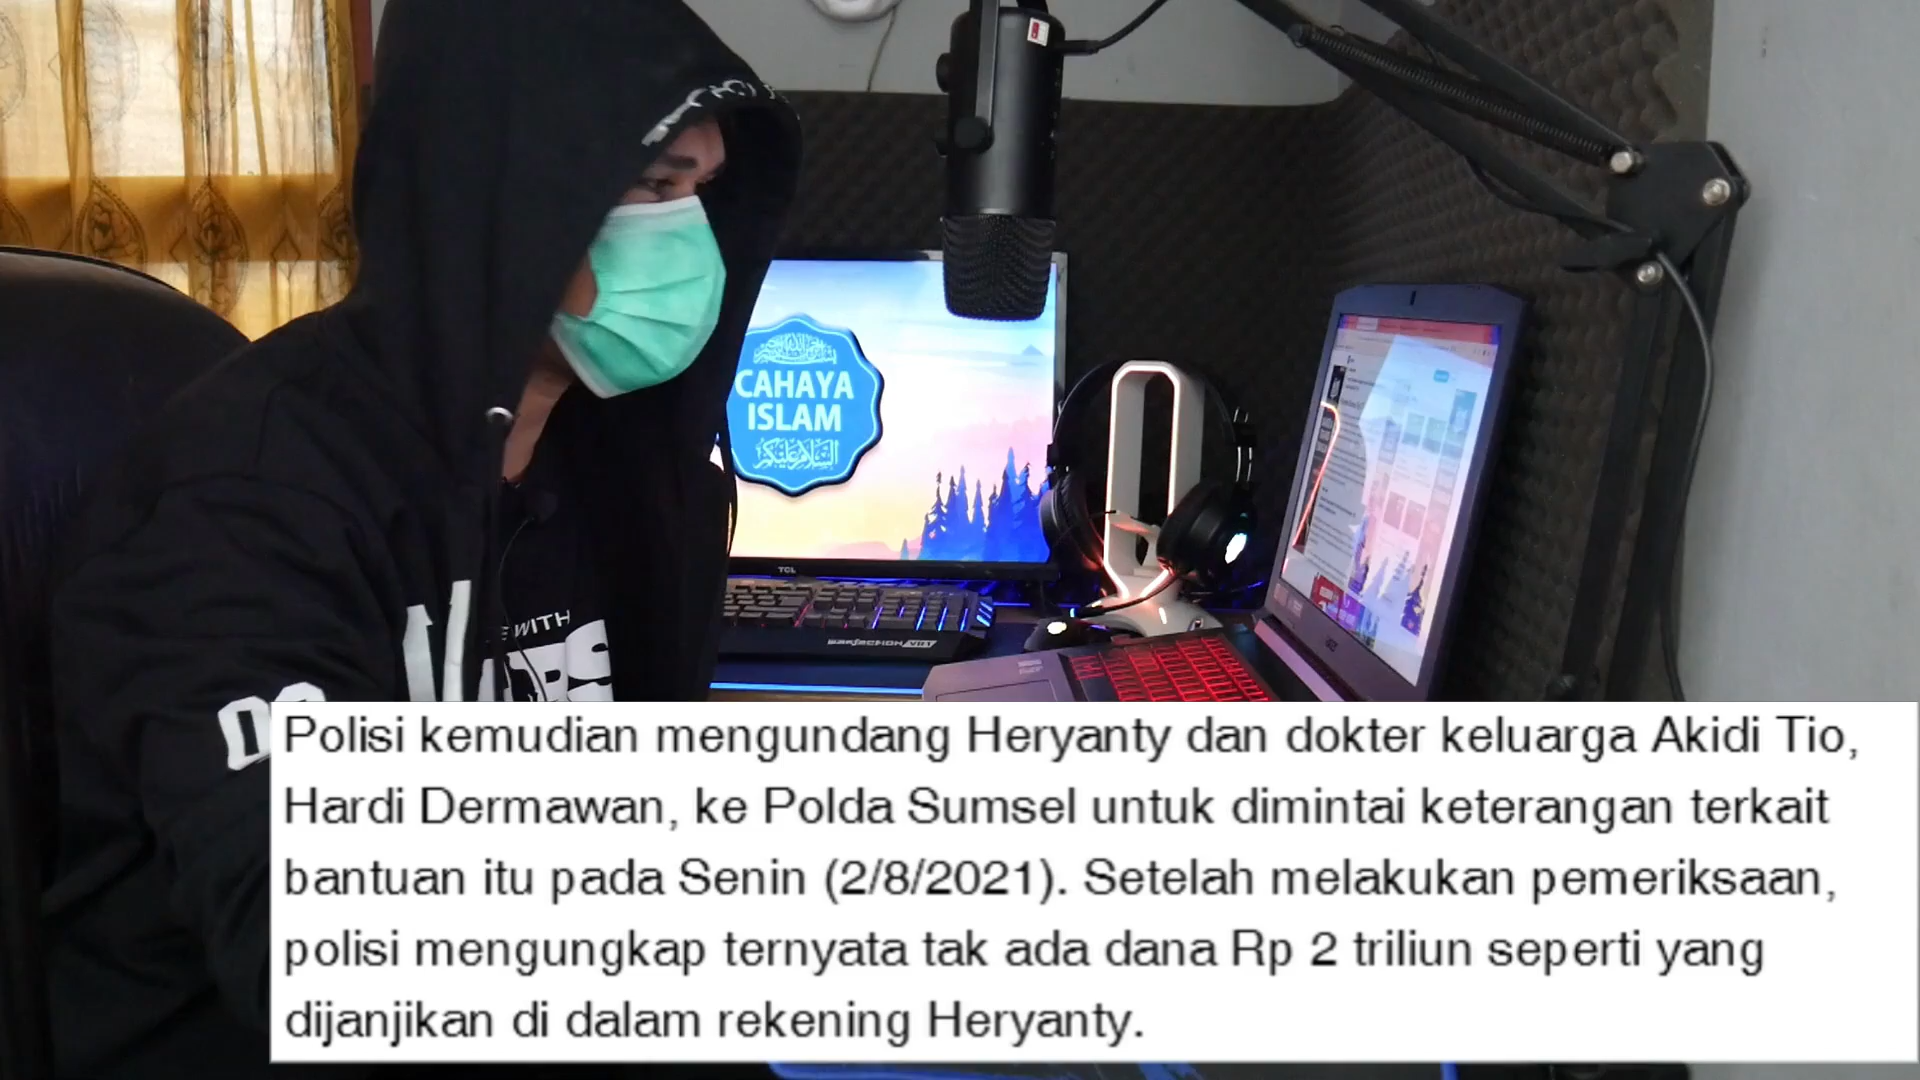 CAHAYA
ISLAM
TCL
WITH
Polisi kemudian mengundang Heryanty dan dokter keluarga Akidi Tio,
Hardi Dermawan, ke Polda Sumsel untuk dimintai keterangan terkait
bantuan itu pada Senin (2/8/2021). Setelah melakukan pemeriksaan,
polisi mengungkap ternyata tak ada dana Rp 2 triliun seperti yang
dijanjikan di dalam rekening Heryanty.